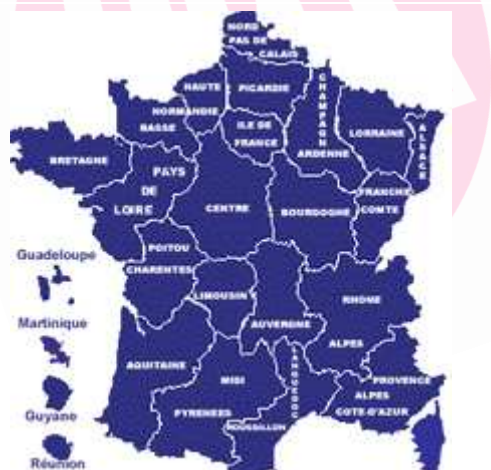 NORD
PAS DE
CALAIS
HAUTE
PICARDIE
CHAMPAGN
NORMANDIE
BASSE
ILE DE
FRANCE
ARDENNE
LORRAINE
ALSACE
BRETAGNE
PAYS
DE
LOIRE
CENTRE
BOURGOGNE
FRANCHE
COMTE
POITOU
CHARENTES
LIMOUSIN
AUVERGNE
RHONE
ALPES
AQUITAINE
MIDI
PYRENEES
LANGUEDOC
ROUSSILLON
PROVENCE
ALPES
COTE-D'AZUR
Guadeloupe
Martinique
Guyane
Réunion